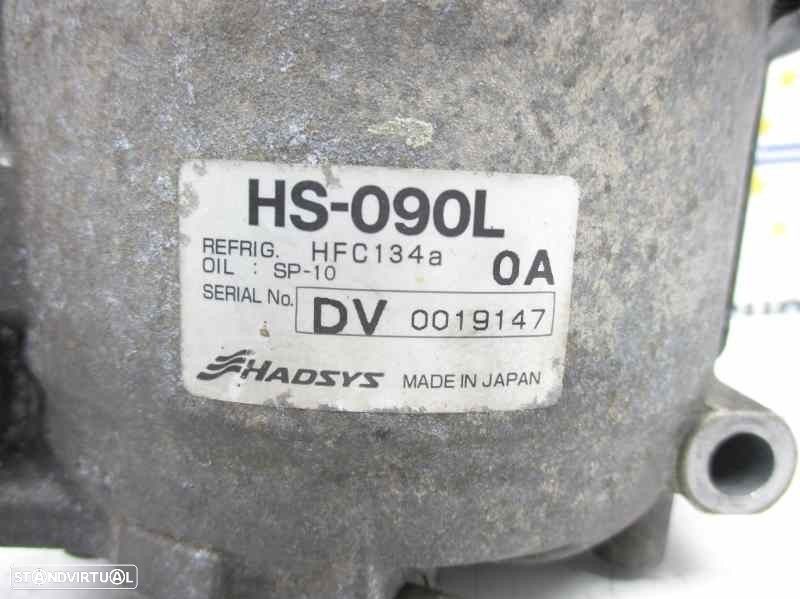 HS-090L
REFRIG. HFC134a
OIL : SP-10
0A
SERIAL No. DV 0019147
HADSYS MADE IN JAPAN
STANDVIRTUAL